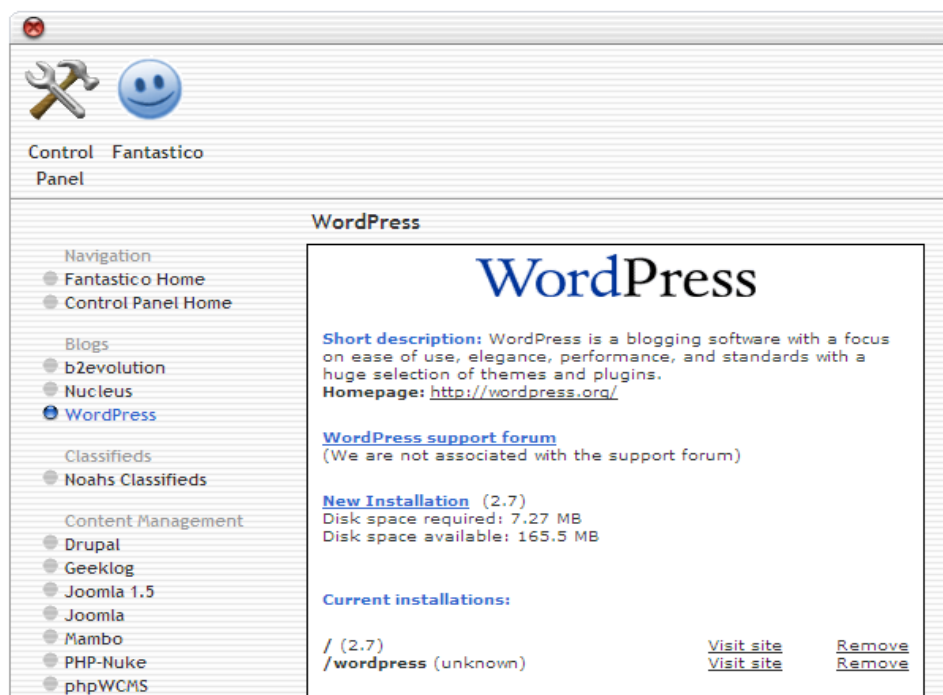 Control Panel
Fantastico
WordPress
Navigation
Fantastico Home
Control Panel Home
Blogs
b2evolution
Nucleus
WordPress
Classifieds
Noahs Classifieds
Content Management
Drupal
Geeklog
Joomla 1.5
Joomla
Mambo
PHP-Nuke
phpWCMS
WordPress
Short description: WordPress is a blogging software with a focus
on ease of use, elegance, performance, and standards with a
huge selection of themes and plugins.
Homepage: http://wordpress.org/
WordPress support forum
(We are not associated with the support forum)
New Installation (2.7)
Disk space required: 7.27 MB
Disk space available: 165.5 MB
Current installations:
/ (2.7) Visit site Remove
/wordpress (unknown) Visit site Remove